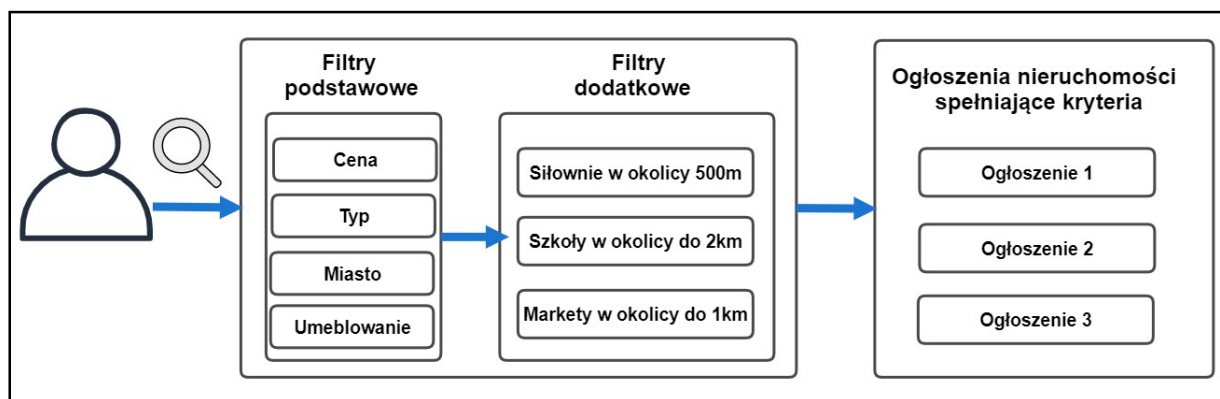 Filtry
podstawowe
Cena
Typ
Miasto
Umeblowanie
Filtry
dodatkowe
Siłownie w okolicy 500m
Szkoły w okolicy do 2km
Markety w okolicy do 1km
Ogłoszenia nieruchomości
spełniające kryteria
Ogłoszenie 1
Ogłoszenie 2
Ogłoszenie 3